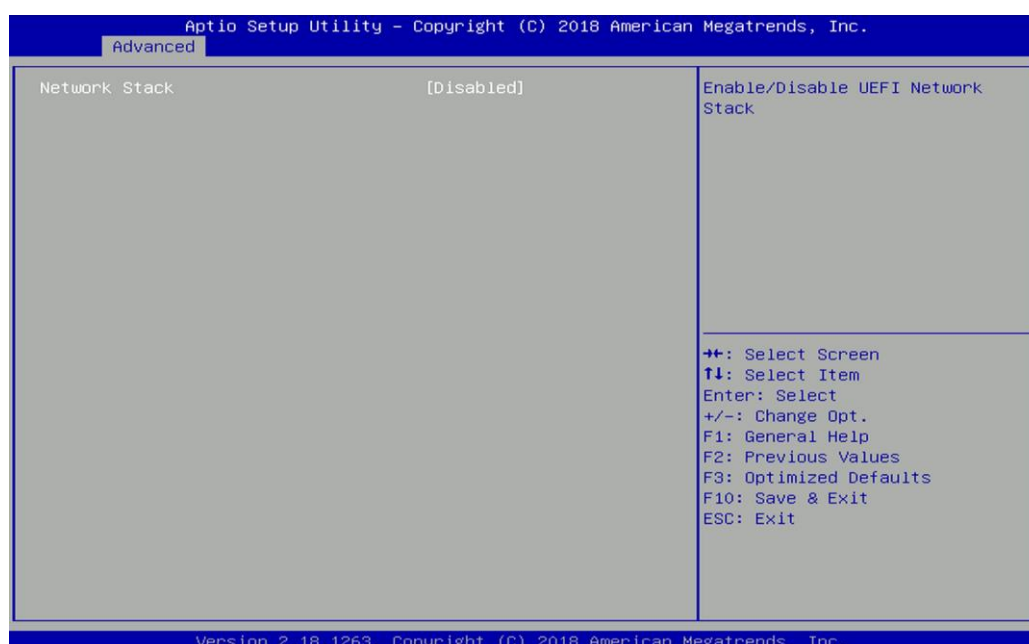 Aptio Setup Utility – Copyright (C) 2018 American Megatrends, Inc.
Advanced
Network Stack [Disabled]
Enable/Disable UEFI Network
Stack
→←: Select Screen
↑↓: Select Item
Enter: Select
+/-: Change Opt.
F1: General Help
F2: Previous Values
F3: Optimized Defaults
F10: Save & Exit
ESC: Exit
Version 2.18.1263. Copyright (C) 2018 American Megatrends, Inc.